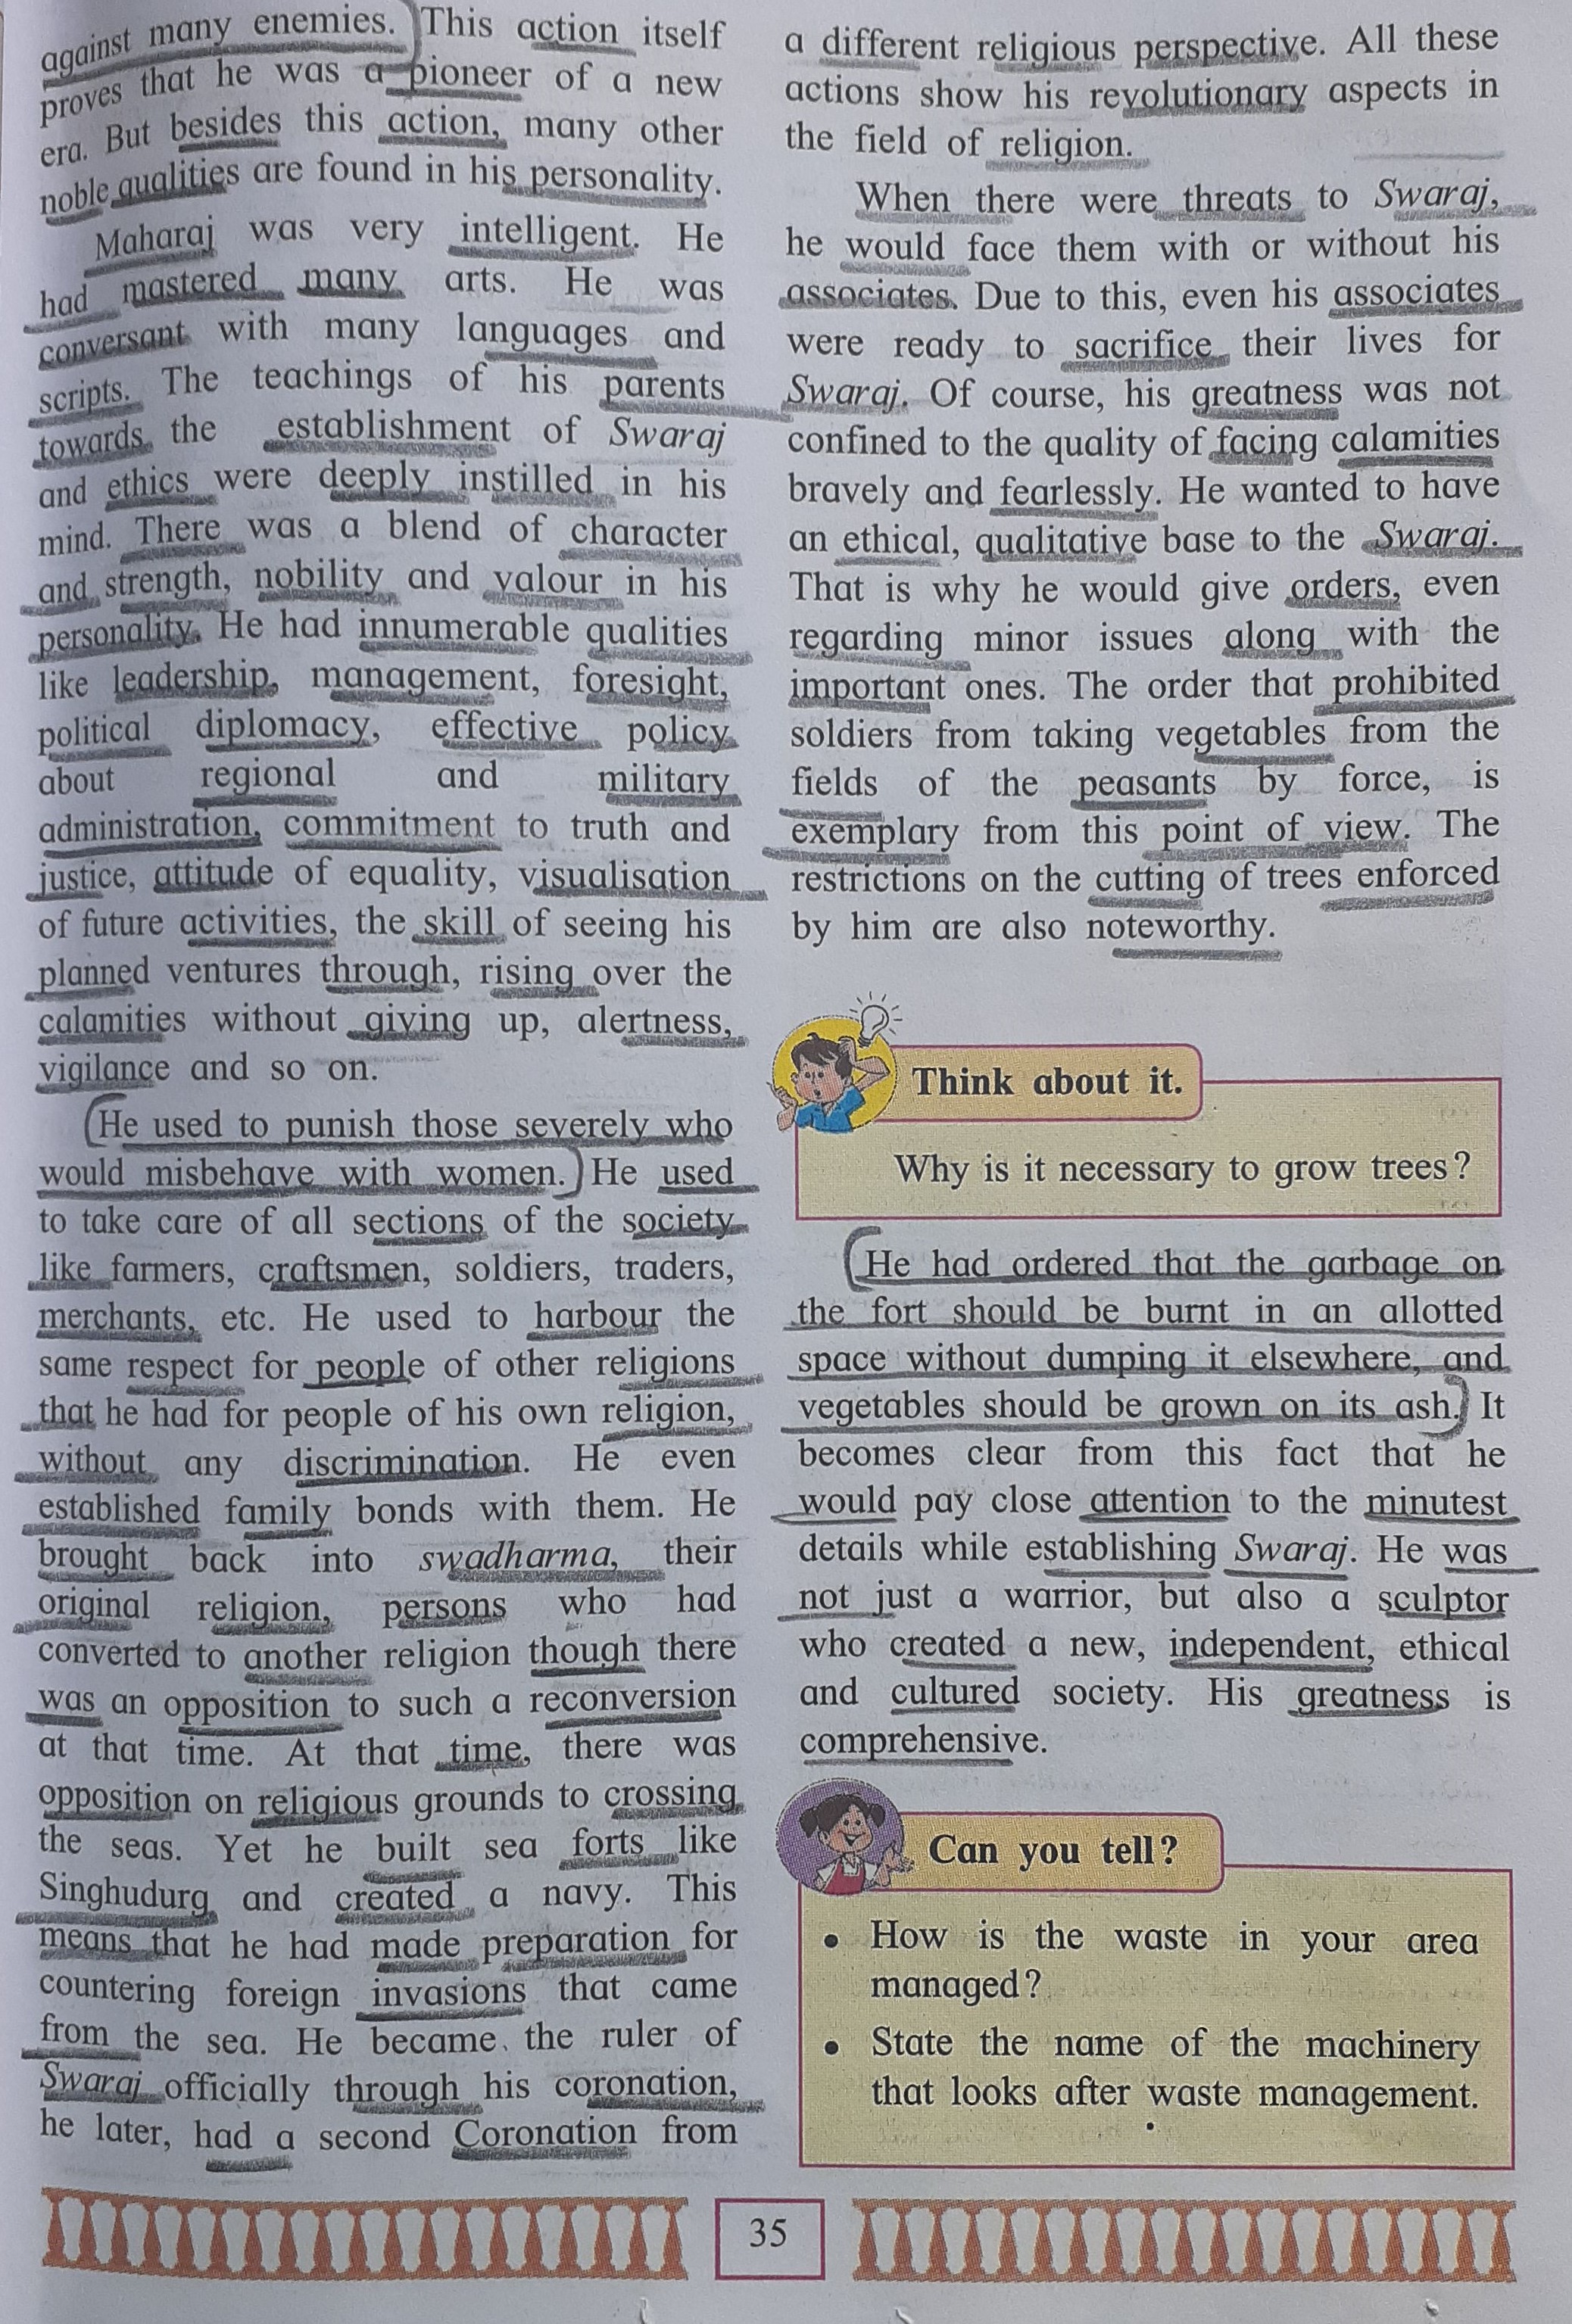 against many enemies. This action itself
proves that he was a pioneer of a new
era. But besides this action, many other
noble qualities are found in his personality.
Maharaj was very intelligent. He
had mastered many arts. He was
conversant with many languages and
scripts. The teachings of his parents
towards the establishment of Swaraj
and ethics were deeply instilled in his
mind. There was a blend of character
and strength, nobility and valour in his
personality. He had innumerable qualities
like leadership, management, foresight,
political diplomacy, effective policy
about regional and military
administration, commitment to truth and
justice, attitude of equality, visualisation
of future activities, the skill of seeing his
planned ventures through, rising over the
calamities without giving up, alertness,
vigilance and so on.
He used to punish those severely who
would misbehave with women. He used
to take care of all sections of the society
like farmers, craftsmen, soldiers, traders,
merchants, etc. He used to harbour the
same respect for people of other religions
that he had for people of his own religion,
without any discrimination. He even
established family bonds with them. He
brought back into swadharma, their
original religion, persons who had
converted to another religion though there
was an opposition to such a reconversion
at that time. At that time, there was
opposition on religious grounds to crossing
the seas. Yet he built sea forts like
Singhudurg and created a navy. This
means that he had made preparation for
countering foreign invasions that came
from the sea. He became the ruler of
Swaraj officially through his coronation,
he later, had a second Coronation from
a different religious perspective. All these
actions show his revolutionary aspects in
the field of religion.
When there were threats to Swaraj,
he would face them with or without his
associates. Due to this, even his associates
were ready to sacrifice their lives for
Swaraj. Of course, his greatness was not
confined to the quality of facing calamities
bravely and fearlessly. He wanted to have
an ethical, qualitative base to the Swaraj.
That is why he would give orders, even
regarding minor issues along with the
important ones. The order that prohibited
soldiers from taking vegetables from the
fields of the peasants by force, is
exemplary from this point of view. The
restrictions on the cutting of trees enforced
by him are also noteworthy.
Think about it.
Why is it necessary to grow trees?
He had ordered that the garbage on
the fort should be burnt in an allotted
space without dumping it elsewhere, and
vegetables should be grown on its ash. It
becomes clear from this fact that he
would pay close attention to the minutest
details while establishing Swaraj. He was
not just a warrior, but also a sculptor
who created a new, independent, ethical
and cultured society. His greatness is
comprehensive.
Can you tell?
• How is the waste in your area
managed?
• State the name of the machinery
that looks after waste management.
35